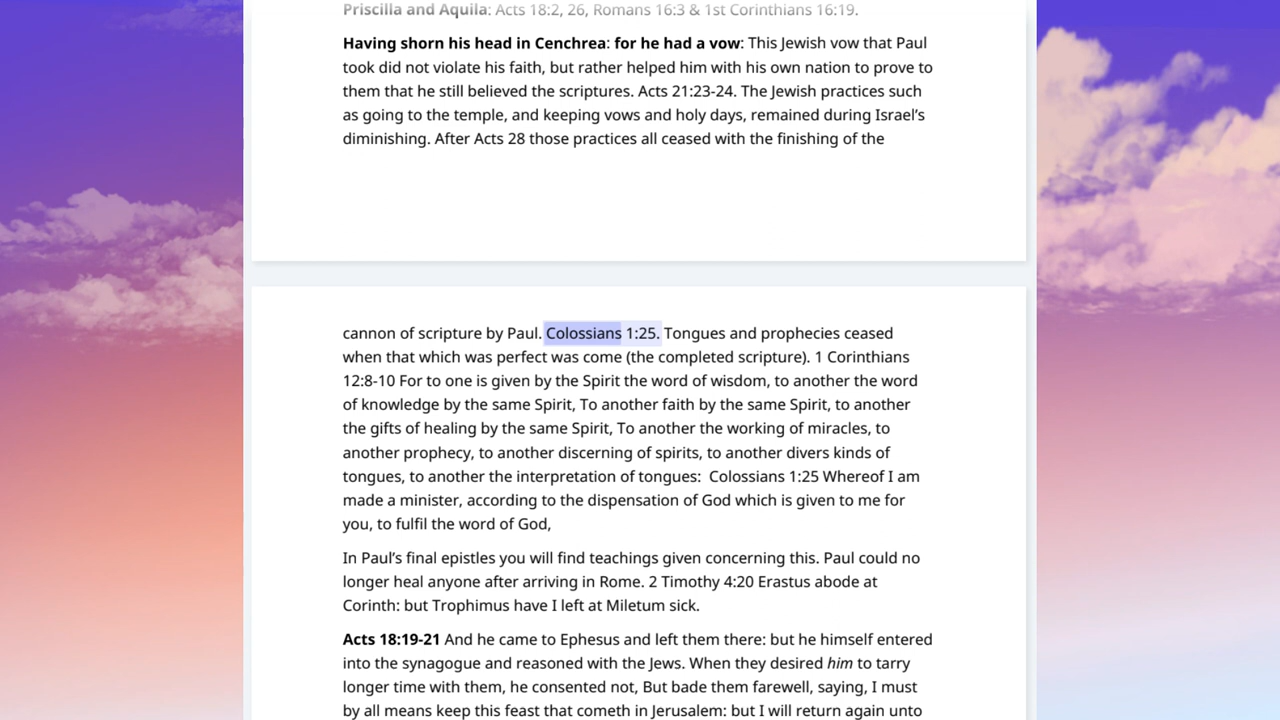 Priscilla and Aquila: Acts 18:2, 26, Romans 16:3 & 1st Corinthians 16:19.
Having shorn his head in Cenchrea: for he had a vow: This Jewish vow that Paul
took did not violate his faith, but rather helped him with his own nation to prove to
them that he still believed the scriptures. Acts 21:23-24. The Jewish practices such
as going to the temple, and keeping vows and holy days, remained during Israel’s
diminishing. After Acts 28 those practices all ceased with the finishing of the
cannon of scripture by Paul. Colossians 1:25. Tongues and prophecies ceased
when that which was perfect was come (the completed scripture). 1 Corinthians
12:8-10 For to one is given by the Spirit the word of wisdom, to another the word
of knowledge by the same Spirit, To another faith by the same Spirit, to another
the gifts of healing by the same Spirit, To another the working of miracles, to
another prophecy, to another discerning of spirits, to another divers kinds of
tongues, to another the interpretation of tongues:  Colossians 1:25 Whereof I am
made a minister, according to the dispensation of God which is given to me for
you, to fulfil the word of God,
In Paul’s final epistles you will find teachings given concerning this. Paul could no
longer heal anyone after arriving in Rome. 2 Timothy 4:20 Erastus abode at
Corinth: but Trophimus have I left at Miletum sick.
Acts 18:19-21 And he came to Ephesus and left them there: but he himself entered
into the synagogue and reasoned with the Jews. When they desired him to tarry
longer time with them, he consented not, But bade them farewell, saying, I must
by all means keep this feast that cometh in Jerusalem: but I will return again unto